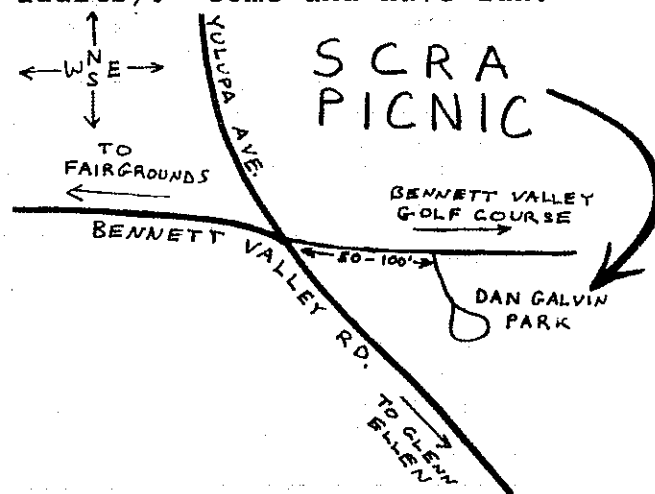 Come and have fun.
N
W E
S
YULUPA AVE.
SCRA
PICNIC
TO
FAIRGROUNDS
BENNETT VALLEY
GOLF COURSE
BENNETT VALLEY RD.
50-100'
DAN GALVIN
PARK
TO GLENN
ELLEN